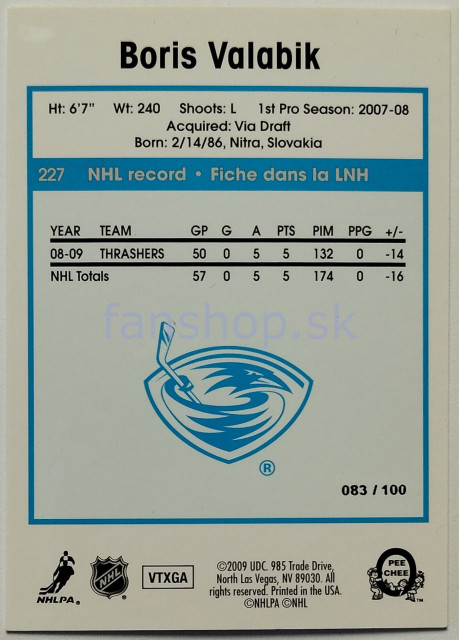 Boris Valabik
Ht: 6'7" Wt: 240 Shoots: L 1st Pro Season: 2007-08
Acquired: Via Draft
Born: 2/14/86, Nitra, Slovakia
227 NHL record • Fiche dans la LNH
YEAR TEAM GP G A PTS PIM PPG +/-
08-09 THRASHERS 50 0 5 5 132 0 -14
NHL Totals 57 0 5 5 174 0 -16
fanshop.sk
®
083 / 100
NHLPA.
NHL
VTXGA
©2009 UDC. 985 Trade Drive,
North Las Vegas, NV 89030. All
rights reserved. Printed in the USA.
©NHLPA ©NHL
PEE
CHEE
TM